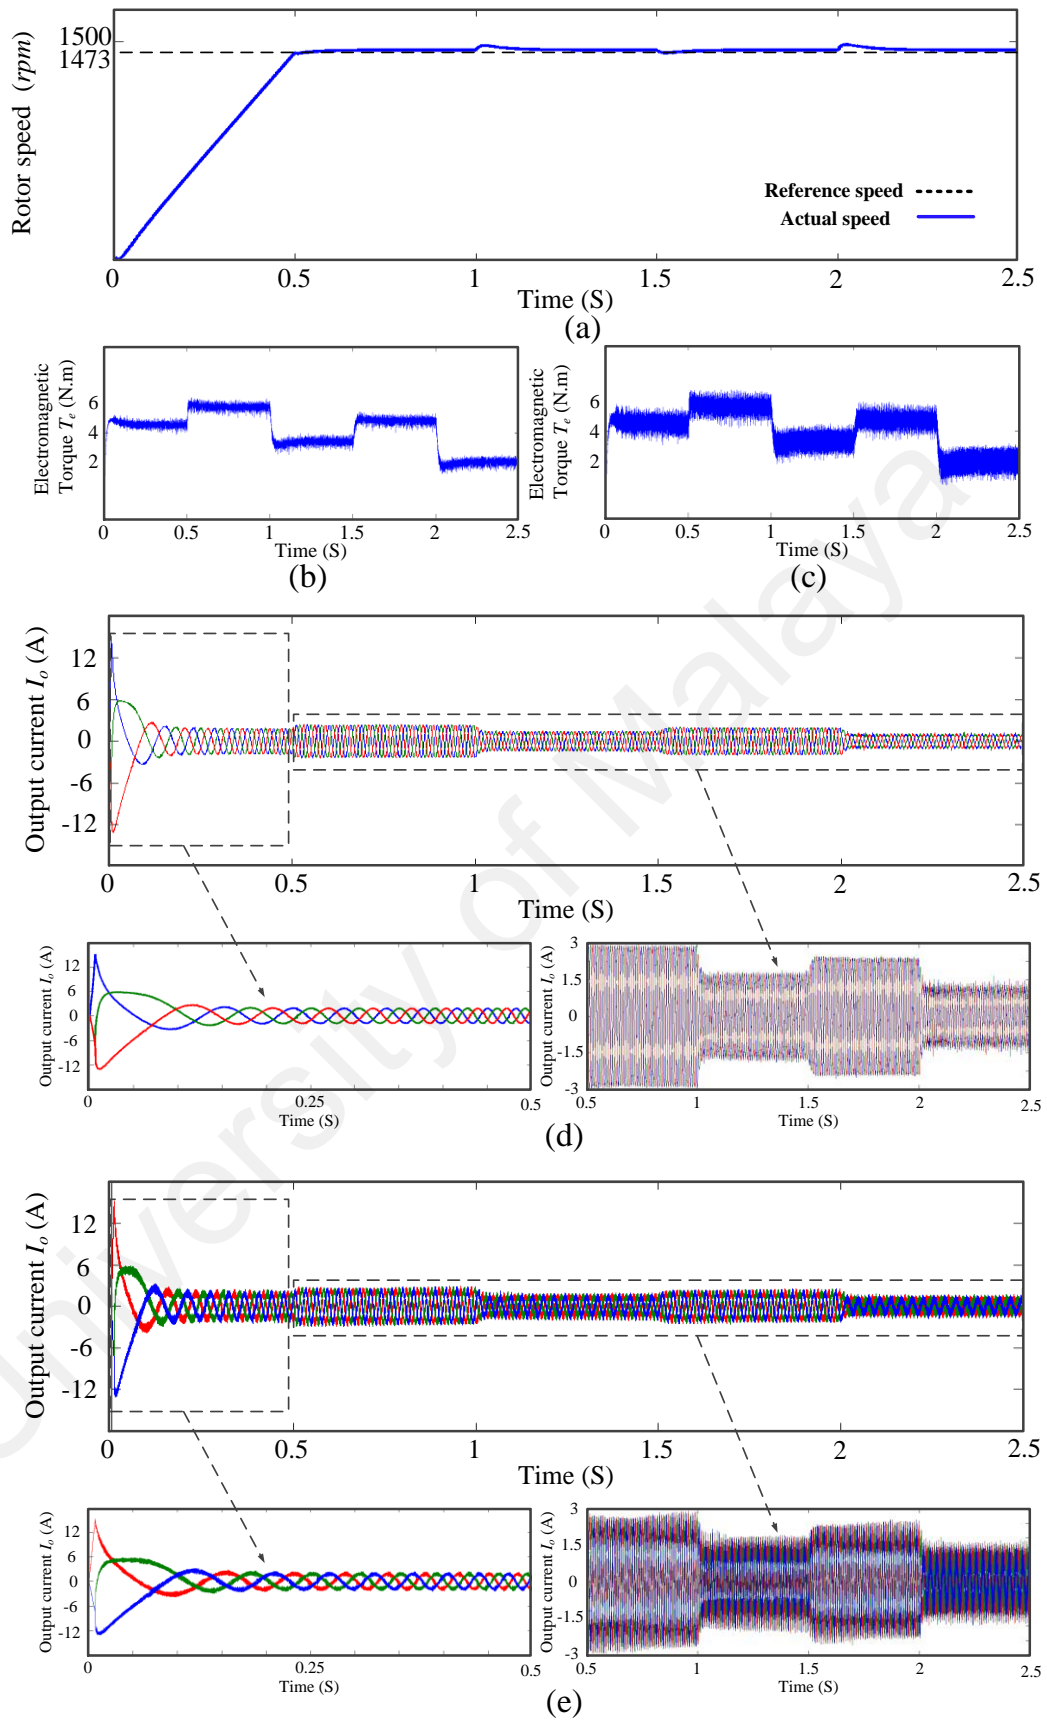 1500
1473
Rotor speed (rpm)
Reference speed
Actual speed
0 0.5 1 1.5 2 2.5
Time (S)
(a)
Electromagnetic
Torque Te (N.m)
6
4
2
0 0.5 1 1.5 2 2.5
Time (S)
(b)
Electromagnetic
Torque Te (N.m)
6
4
2
0 0.5 1 1.5 2 2.5
Time (S)
(c)
Output current Io (A)
12
6
0
-6
-12
0 0.5 1 1.5 2 2.5
Time (S)
Output current Io (A)
12
6
0
-6
-12
0 0.25 0.5
Time (S)
Output current Io (A)
3
1.5
0
-1.5
-3
0.5 1 1.5 2 2.5
Time (S)
(d)
Output current Io (A)
12
6
0
-6
-12
0 0.5 1 1.5 2 2.5
Time (S)
Output current Io (A)
12
6
0
-6
-12
0 0.25 0.5
Time (S)
Output current Io (A)
3
1.5
0
-1.5
-3
0.5 1 1.5 2 2.5
Time (S)
(e)
University of Malaya